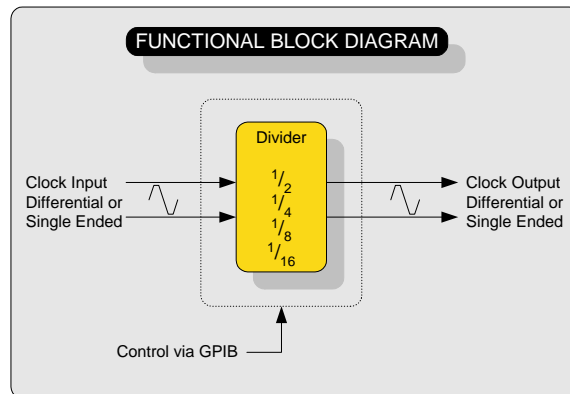 FUNCTIONAL BLOCK DIAGRAM
Divider
1/2
1/4
1/8
1/16
Clock Input
Differential or
Single Ended
Clock Output
Differential or
Single Ended
Control via GPIB